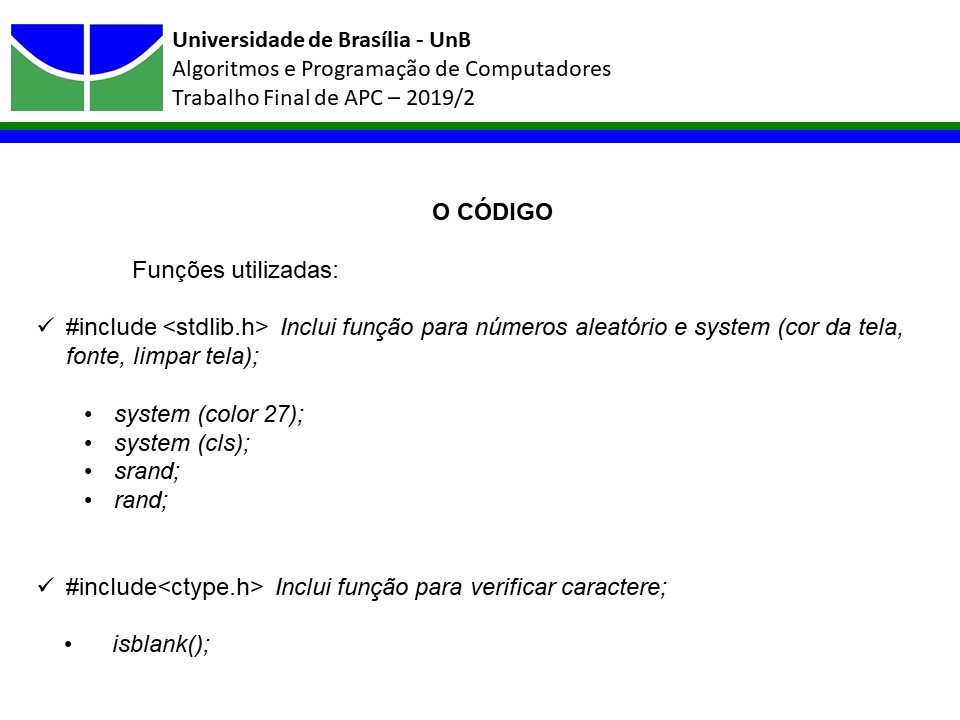 Universidade de Brasília - UnB
Algoritmos e Programação de Computadores
Trabalho Final de APC – 2019/2
O CÓDIGO
Funções utilizadas:
✓ #include <stdlib.h> Inclui função para números aleatório e system (cor da tela,
fonte, limpar tela);
• system (color 27);
• system (cls);
• srand;
• rand;
✓ #include<ctype.h> Inclui função para verificar caractere;
• isblank();